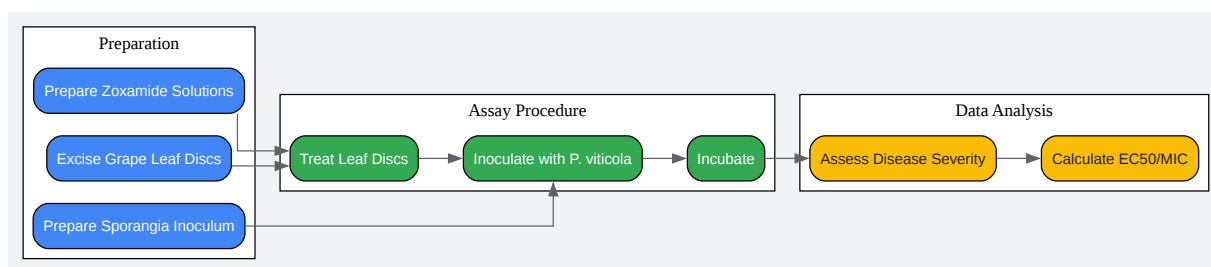 Preparation
Prepare Zoxamide Solutions
Excise Grape Leaf Discs
Prepare Sporangia Inoculum
Assay Procedure
Treat Leaf Discs
Inoculate with P. viticola
Incubate
Data Analysis
Assess Disease Severity
Calculate EC50/MIC